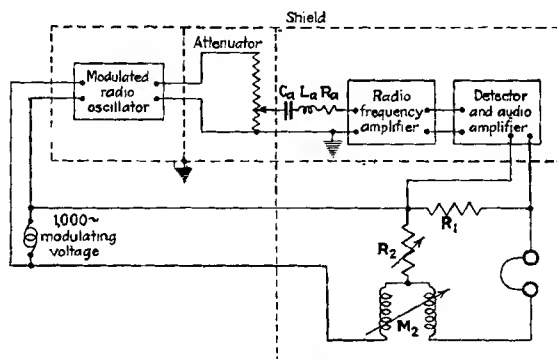 Shield
Attenuator
Modulated
radio
oscillator
Ca La Ra
Radio
frequency
amplifier
Detector
and audio
amplifier
1,000~
modulating
voltage
R1
R2
M2